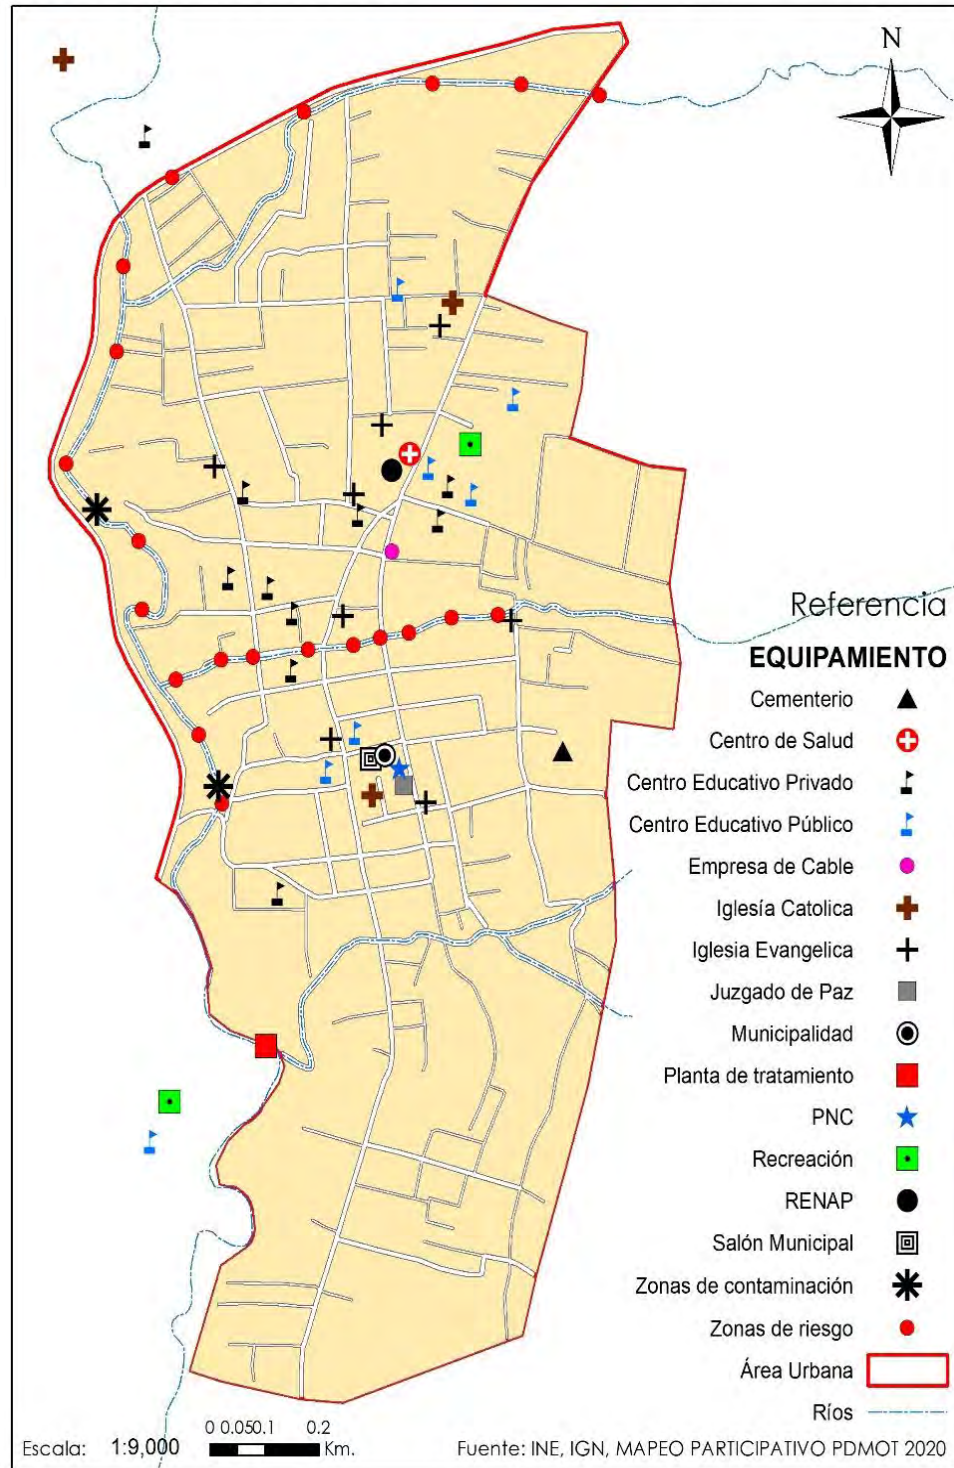 N
Referencia
EQUIPAMIENTO
Cementerio
Centro de Salud
Centro Educativo Privado
Centro Educativo Público
Empresa de Cable
Iglesía Catolica
Iglesia Evangelica
Juzgado de Paz
Municipalidad
Planta de tratamiento
PNC
Recreación
RENAP
Salón Municipal
Zonas de contaminación
Zonas de riesgo
Área Urbana
Ríos
0 0.050.1 0.2
Escala: 1:9,000 Km. Fuente: INE, IGN, MAPEO PARTICIPATIVO PDMOT 2020